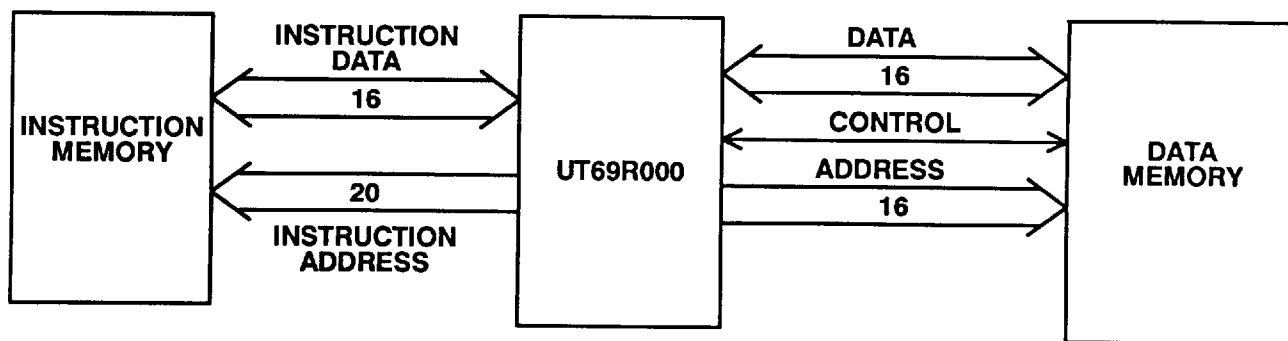 INSTRUCTION
MEMORY
INSTRUCTION
DATA
16
20
INSTRUCTION
ADDRESS
UT69R000
DATA
16
CONTROL
ADDRESS
16
DATA
MEMORY